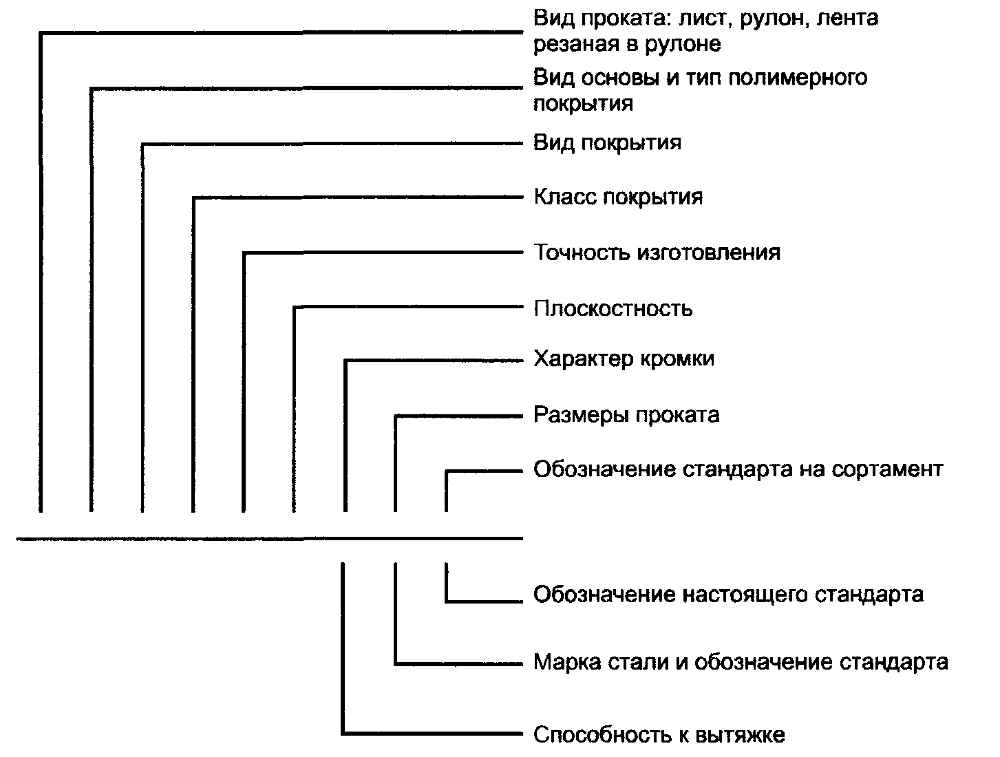 Вид проката: лист, рулон, лента
резаная в рулоне
Вид основы и тип полимерного
покрытия
Вид покрытия
Класс покрытия
Точность изготовления
Плоскостность
Характер кромки
Размеры проката
Обозначение стандарта на сортамент
Обозначение настоящего стандарта
Марка стали и обозначение стандарта
Способность к вытяжке